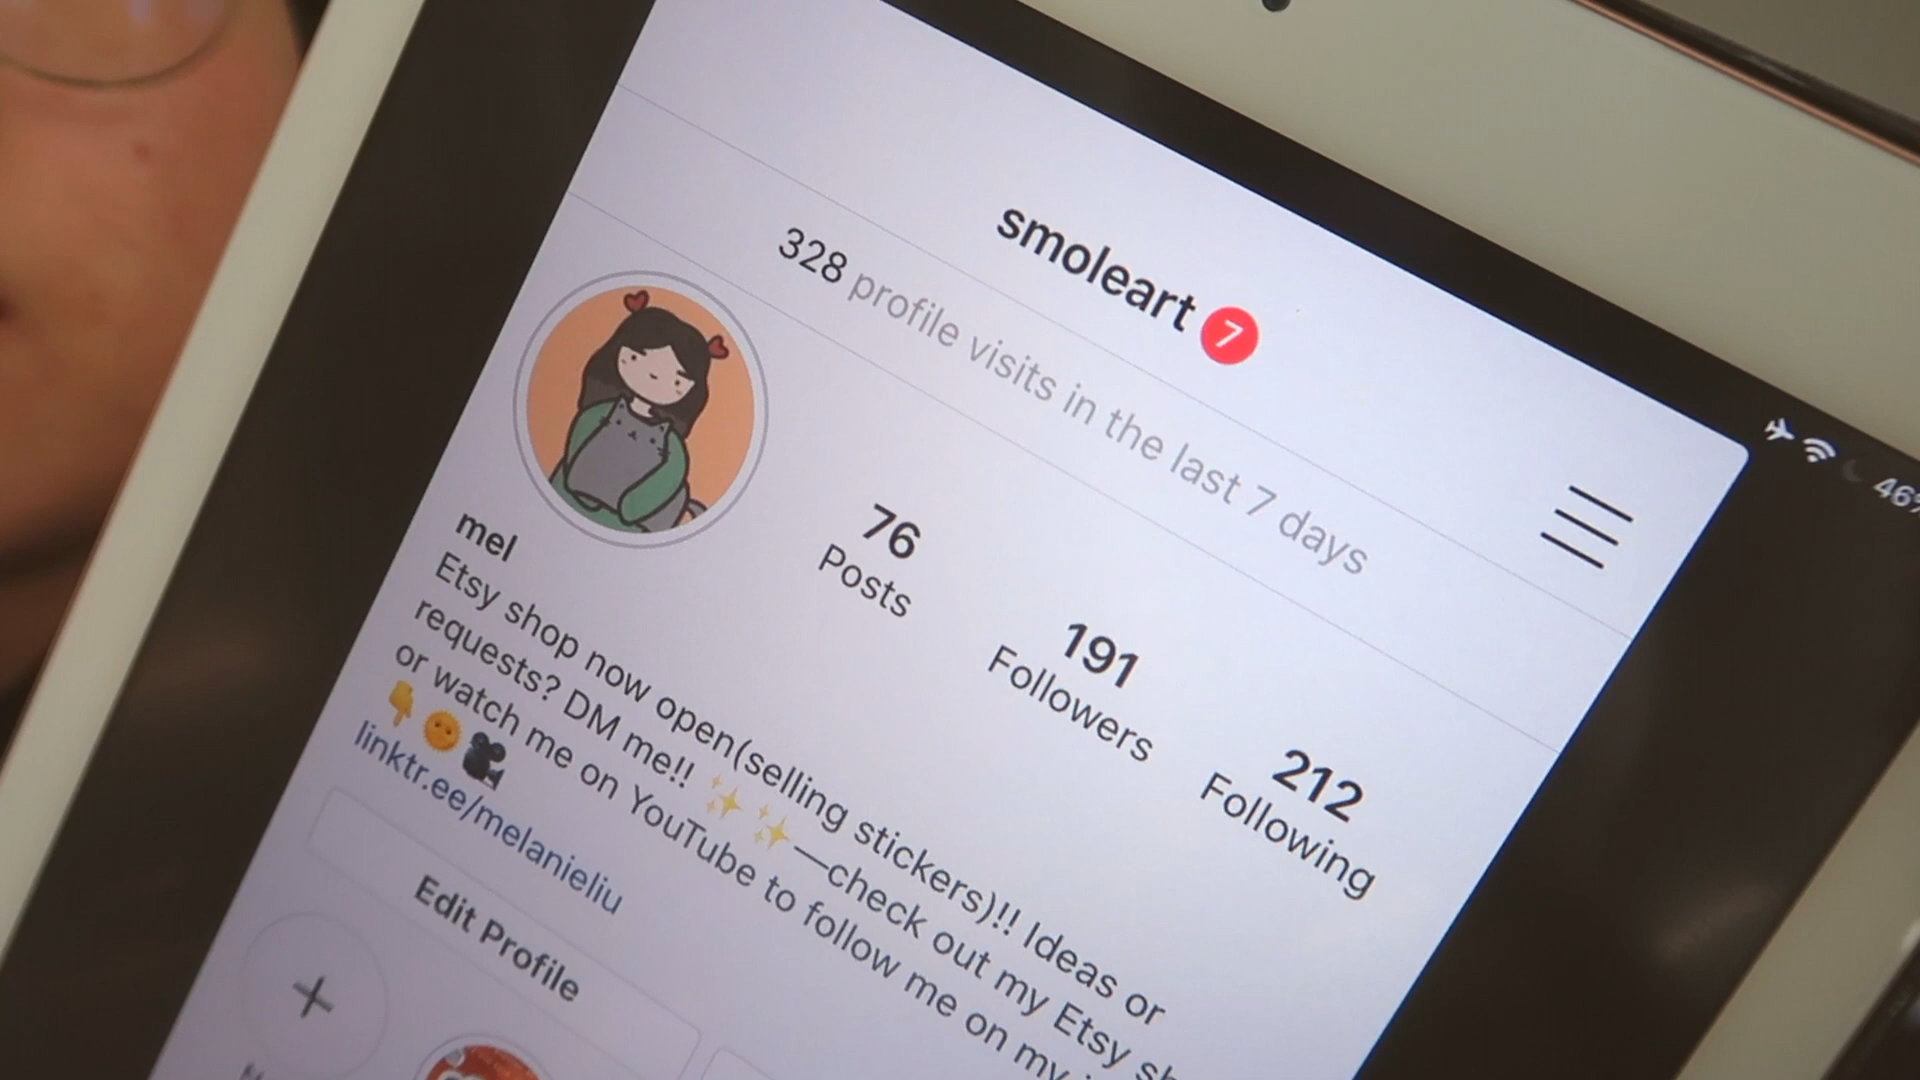 46%
smoleart 7
328 profile visits in the last 7 days
76
Posts
191
Followers
212
Following
mel
Etsy shop now open(selling stickers)!! Ideas or
requests? DM me!! ✨✨—check out my Etsy
or watch me on YouTube to follow me on my
👇🌞🎥
linktr.ee/melanieliu
Edit Profile
+